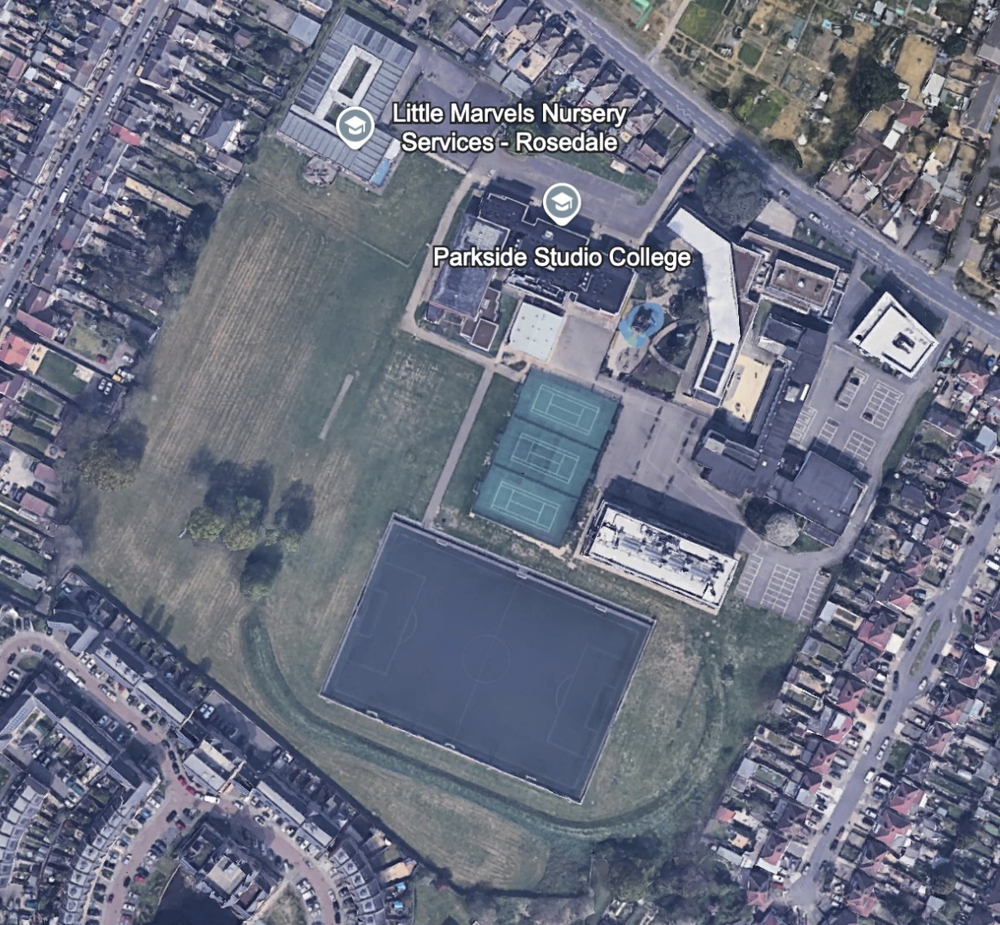 Little Marvels Nursery
Services - Rosedale
Parkside Studio College